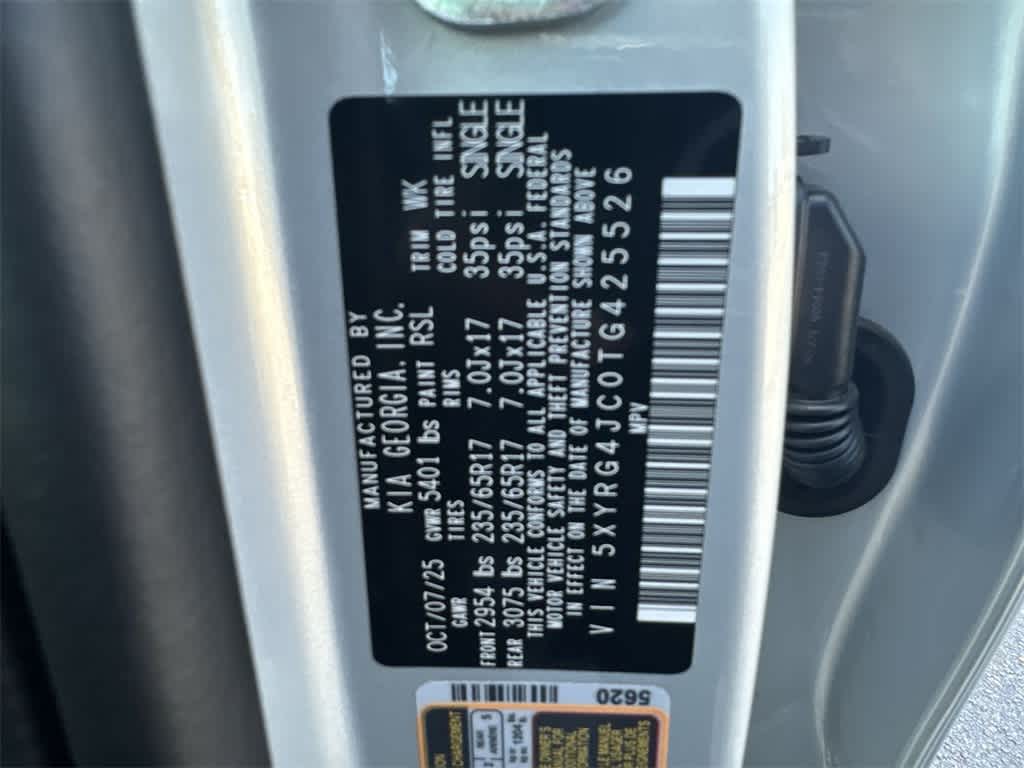 MANUFACTURED BY
KIA GEORGIA, INC.
OCT/07/25 GVWR 5401 lbs PAINT RSL TRIM WK
GAWR TIRES RIMS COLD TIRE INFL
FRONT 2954 lbs 235/65R17 7.0Jx17 35psi SINGLE
REAR 3075 lbs 235/65R17 7.0Jx17 35psi SINGLE
THIS VEHICLE CONFORMS TO ALL APPLICABLE U.S.A. FEDERAL
MOTOR VEHICLE SAFETY AND THEFT PREVENTION STANDARDS
IN EFFECT ON THE DATE OF MANUFACTURE SHOWN ABOVE
VIN 5XYRG4JC0TG425526
MPV
5620